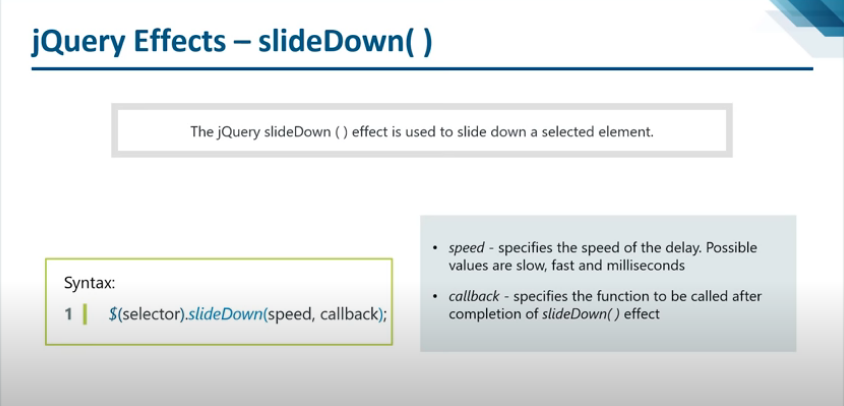 jQuery Effects – slideDown( )
The jQuery slideDown ( ) effect is used to slide down a selected element.
Syntax:
1 $(selector).slideDown(speed, callback);
• speed - specifies the speed of the delay. Possible
values are slow, fast and milliseconds
• callback - specifies the function to be called after
completion of slideDown( ) effect